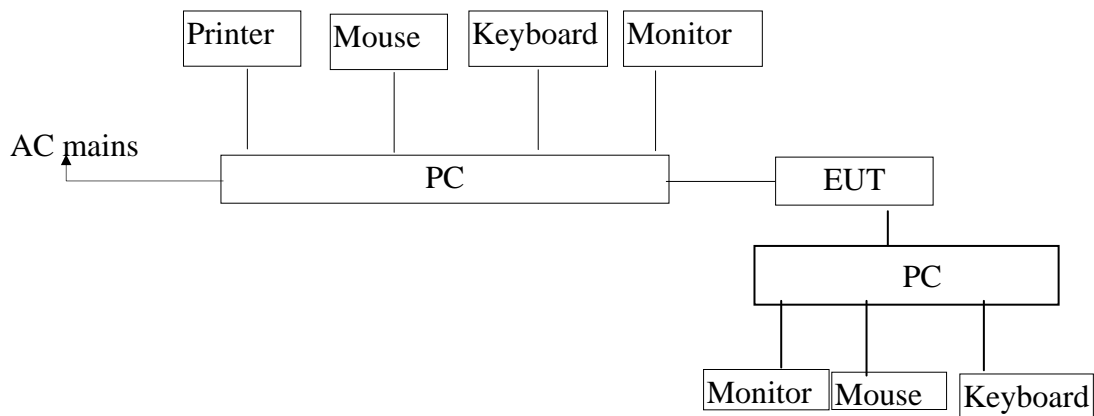 Printer
Mouse
Keyboard
Monitor
AC mains
PC
EUT
PC
Monitor
Mouse
Keyboard